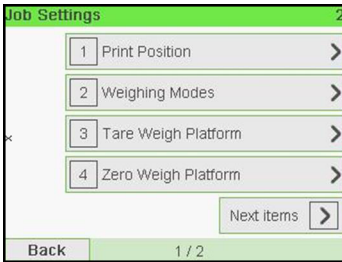 Job Settings 2
1 Print Position
2 Weighing Modes
3 Tare Weigh Platform
4 Zero Weigh Platform
Next items
Back 1 / 2